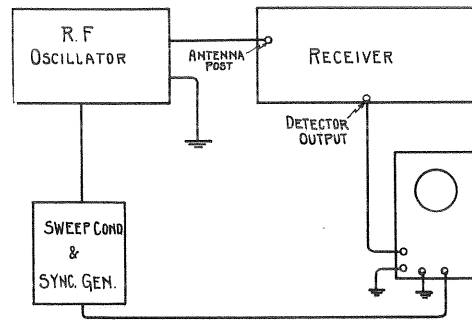 R.F
OSCILLATOR
ANTENNA
POST
RECEIVER
DETECTOR
OUTPUT
SWEEP COND
&
SYNC. GEN.